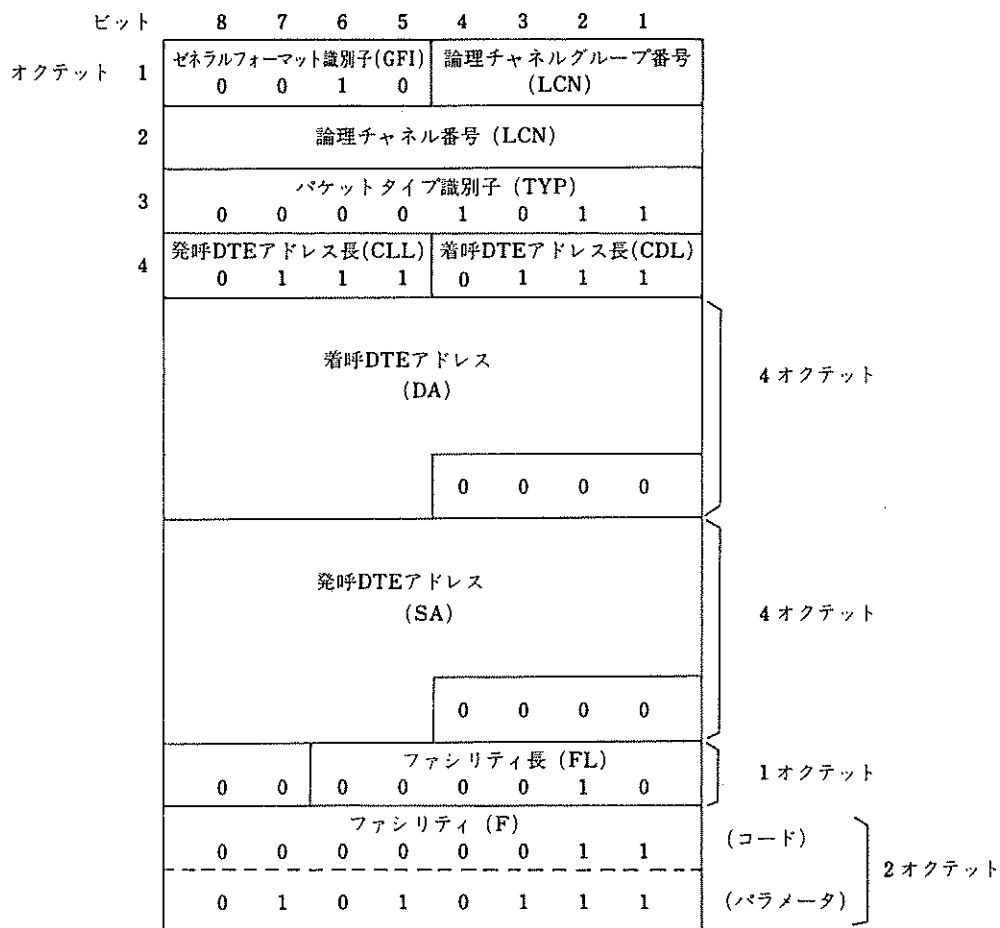 ビット 8 7 6 5 4 3 2 1
オクテット 1 ゼネラルフォーマット識別子(GFI) 論理チャネルグループ番号
0 0 1 0 (LCN)
2 論理チャネル番号 (LCN)
3 パケットタイプ識別子 (TYP)
0 0 0 0 1 0 1 1
4 発呼DTEアドレス長(CLL) 着呼DTEアドレス長(CDL)
0 1 1 1 0 1 1 1
着呼DTEアドレス
(DA)
4オクテット
0 0 0 0
発呼DTEアドレス
(SA)
4オクテット
0 0 0 0
ファシリティ長 (FL)
0 0 0 0 0 0 1 0
1オクテット
ファシリティ (F)
0 0 0 0 0 0 1 1 (コード)
2オクテット
0 1 0 1 0 1 1 1 (パラメータ)